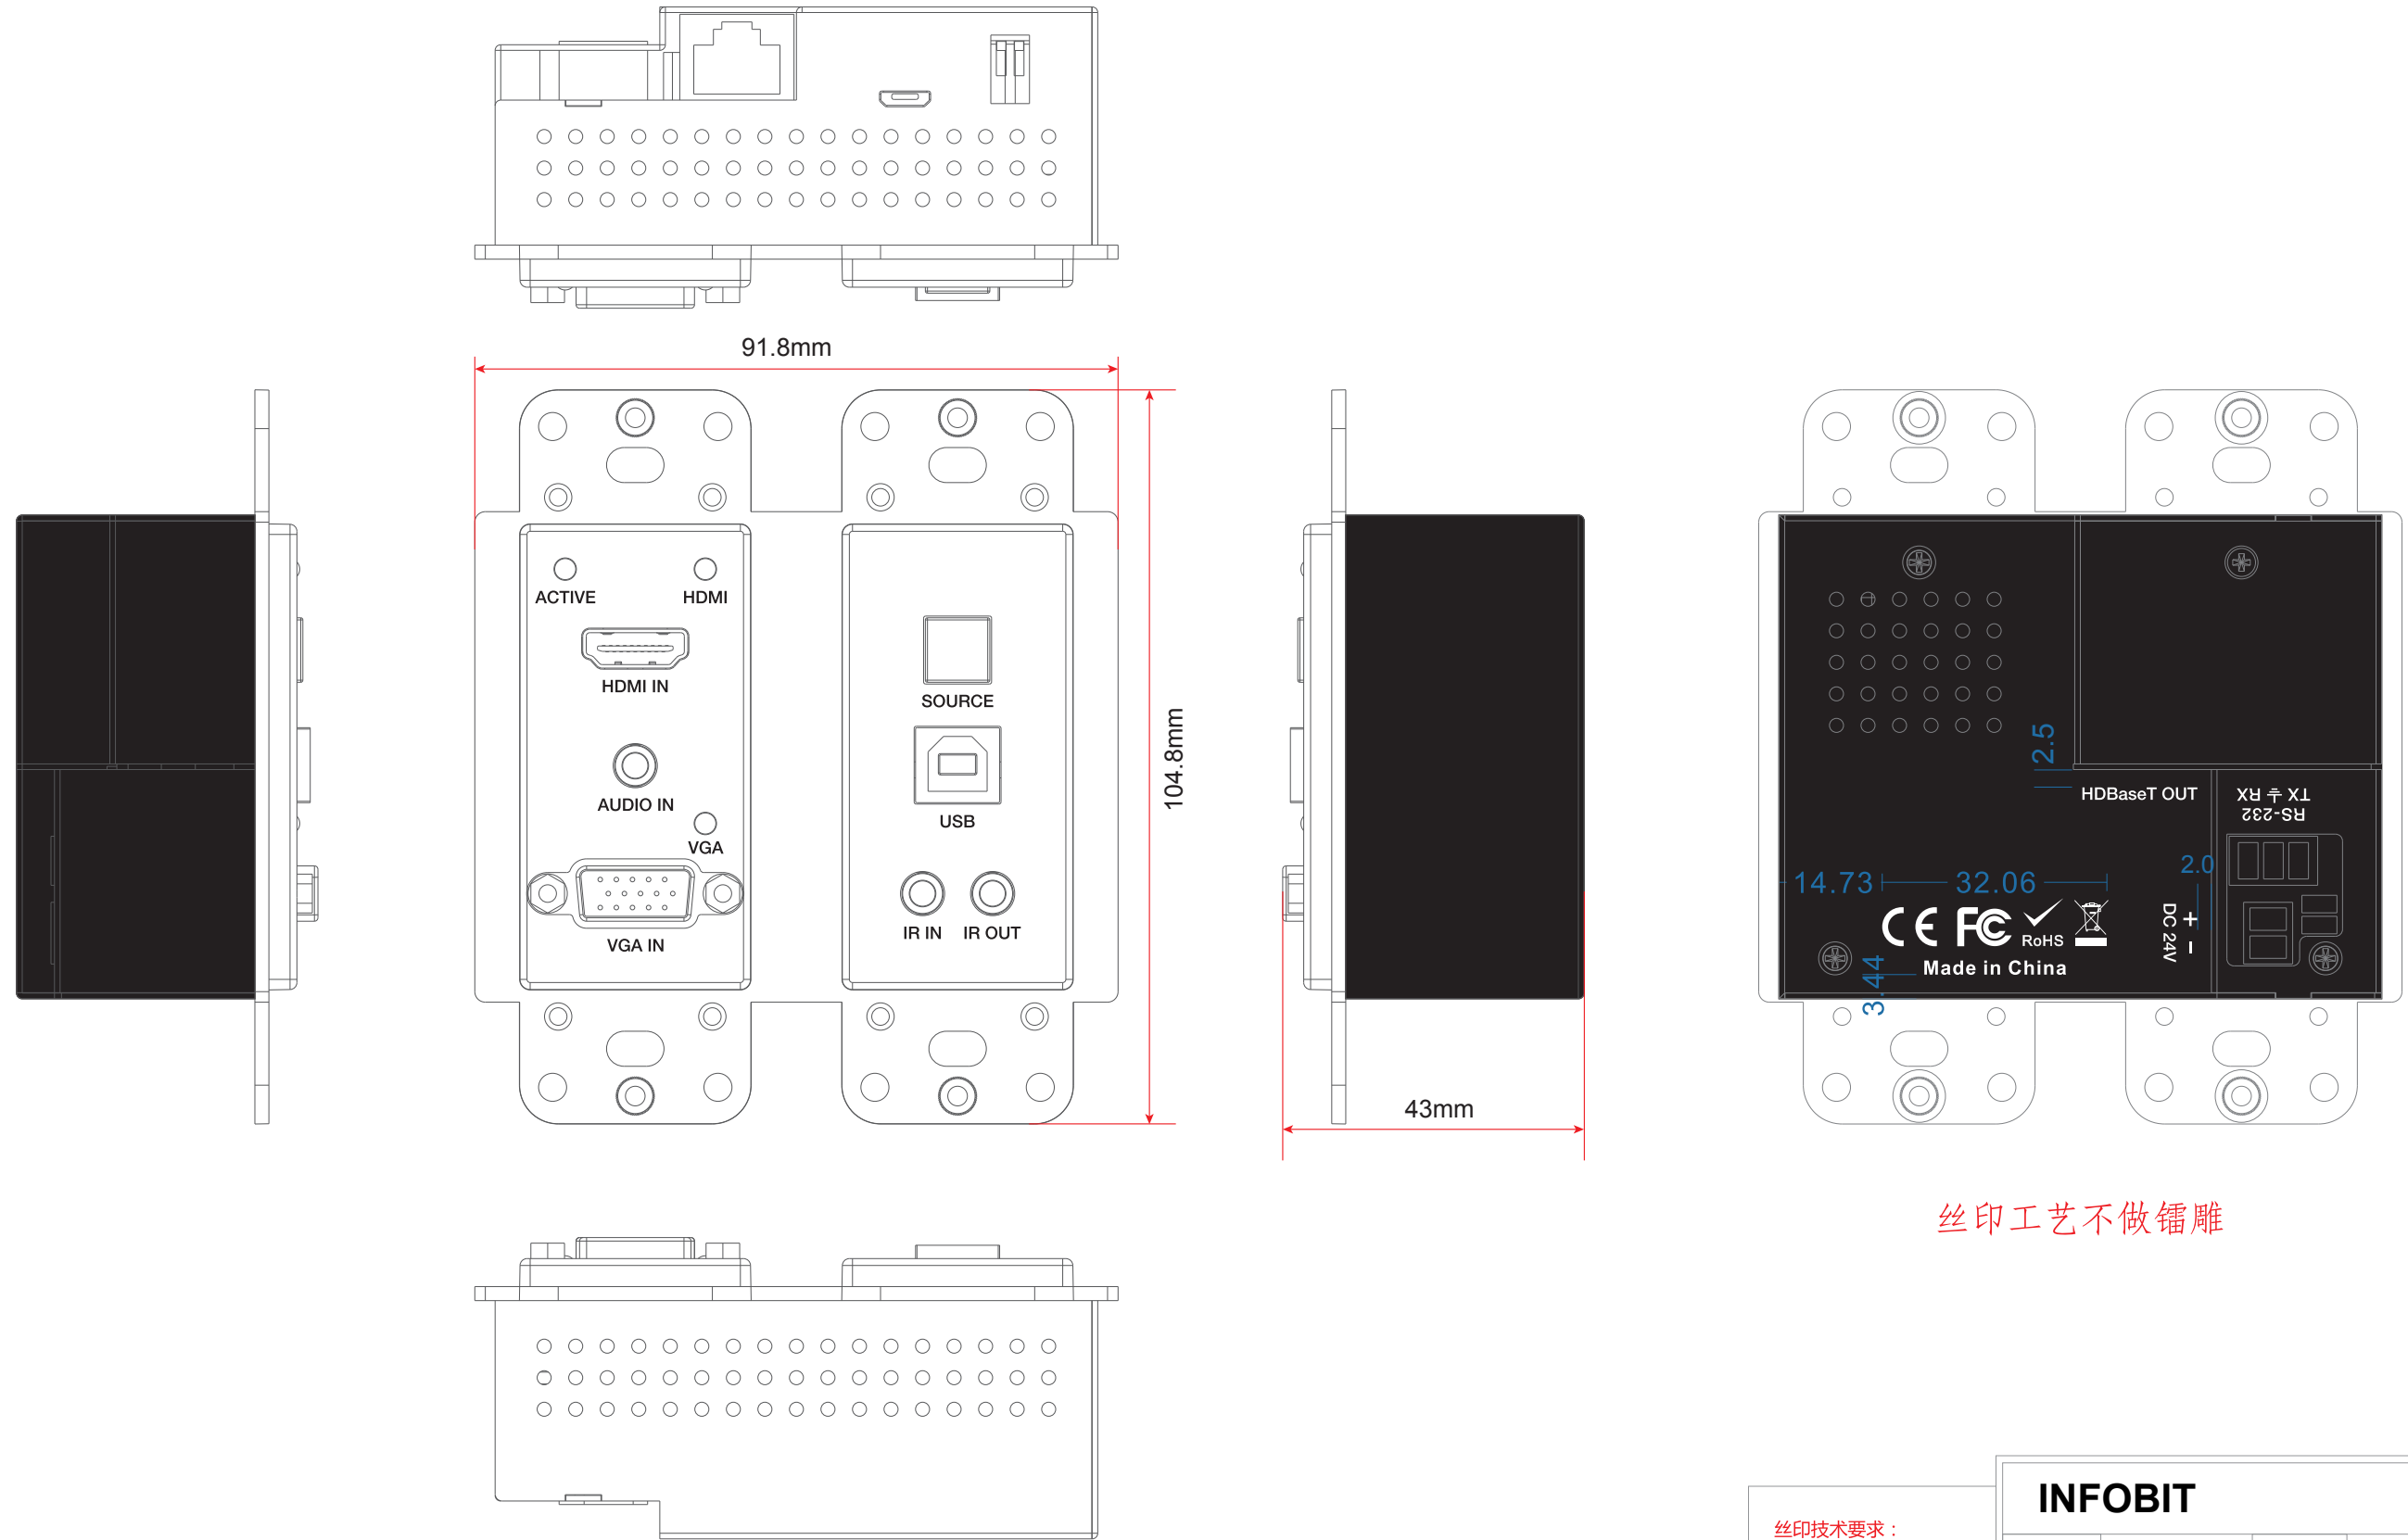 91.8mm
ACTIVE
HDMI
HDMI IN
AUDIO IN
VGA
VGA IN
SOURCE
USB
IR IN
IR OUT
104.8mm
43mm
2.5
HDBaseT OUT
TX ⏚ RX
RS-232
14.73
32.06
2.0
CE FC RoHS
DC 24V
+
-
Made in China
3.44
丝印工艺不做镭雕
INFOBIT
丝印技术要求：